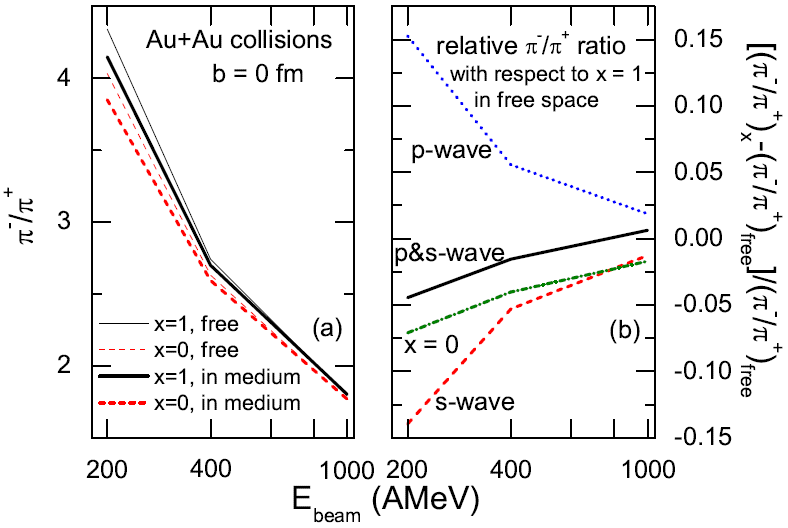 Au+Au collisions
b = 0 fm
4
3
2
π⁻/π⁺
x=1, free
x=0, free
x=1, in medium
x=0, in medium
(a)
200
400
1000
relative π⁻/π⁺ ratio
with respect to x = 1
in free space
p-wave
p&s-wave
x = 0
s-wave
(b)
0.15
0.10
0.05
0.00
-0.05
-0.10
-0.15
[(π⁻/π⁺)ₓ-(π⁻/π⁺)free]/(π⁻/π⁺)free
200
400
1000
Ebeam (AMeV)